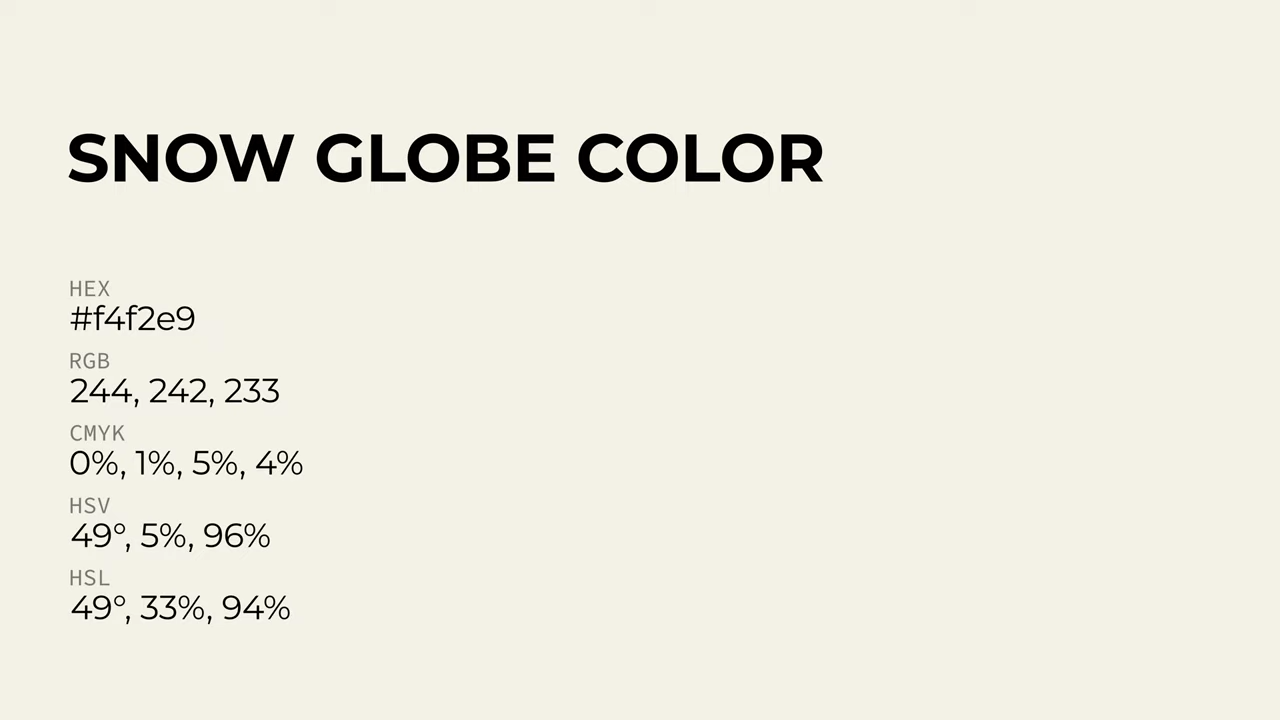 SNOW GLOBE COLOR
HEX
#f4f2e9
RGB
244, 242, 233
CMYK
0%, 1%, 5%, 4%
HSV
49°, 5%, 96%
HSL
49°, 33%, 94%